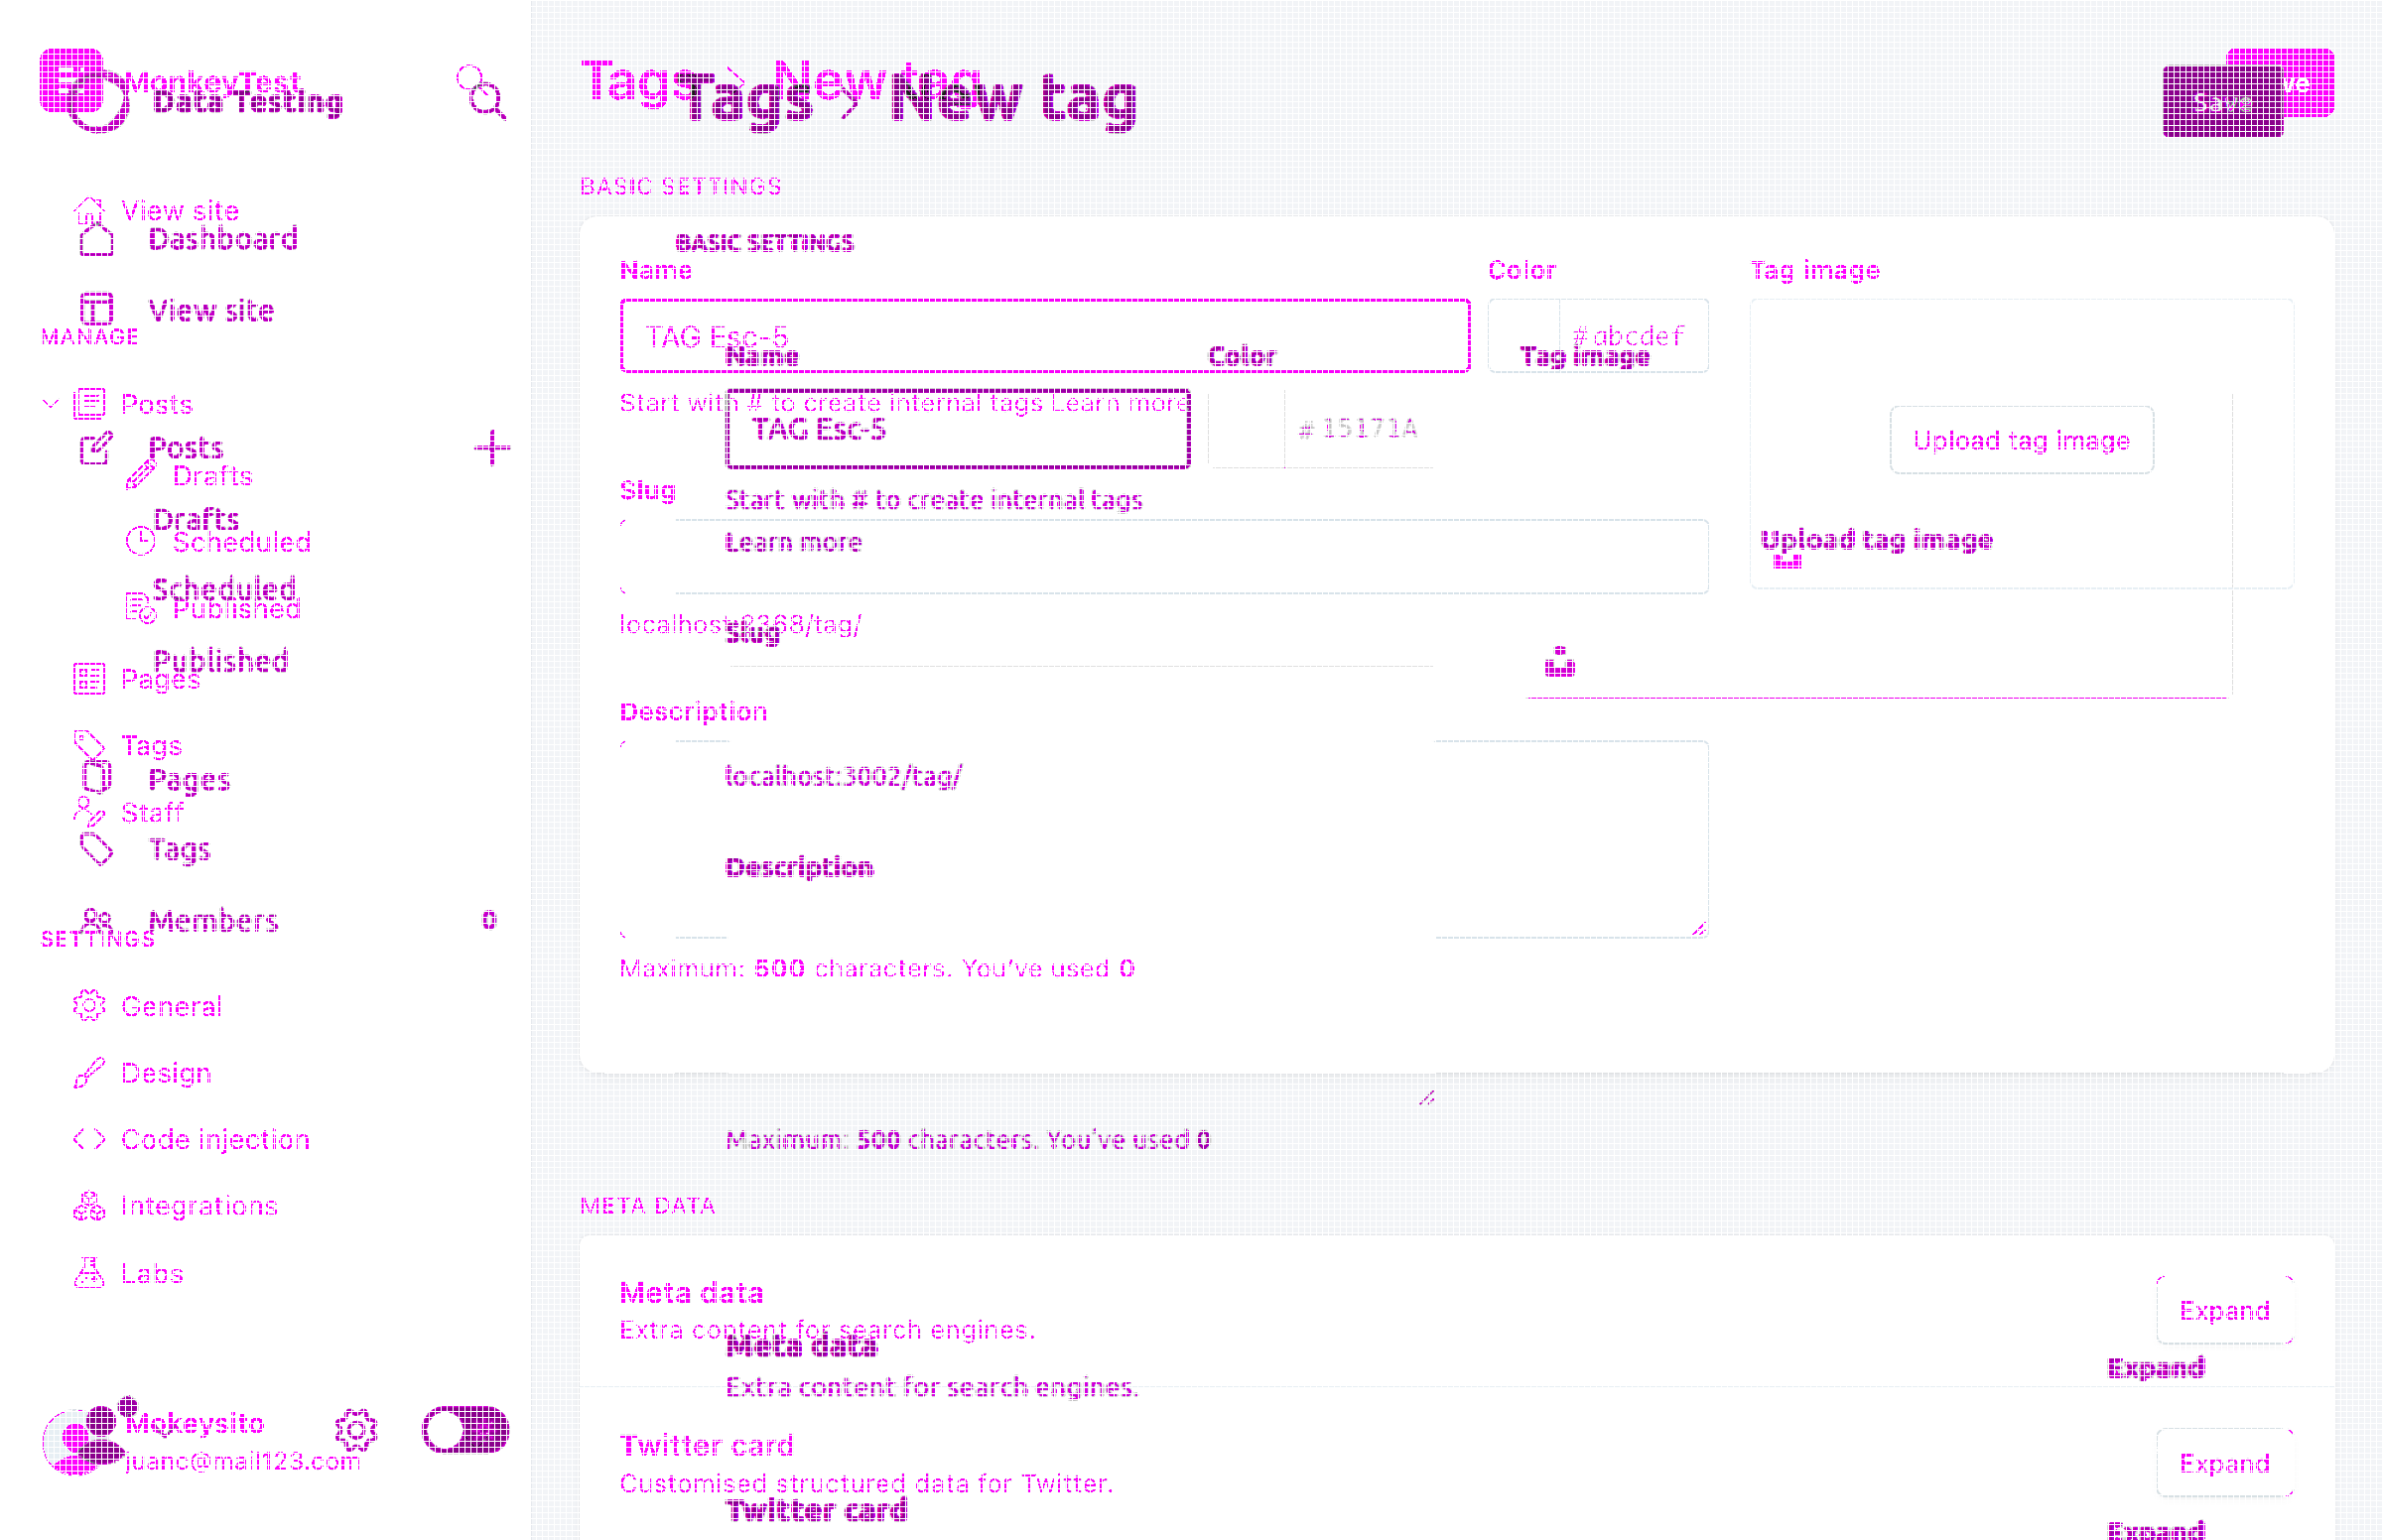 MonkeyTest
Data Testing
View site
Dashboard
View site
MANAGE
Posts
Posts
Drafts
Drafts
Scheduled
Scheduled
Published
Published
Pages
Tags
Pages
Staff
Tags
Members 0
SETTINGS
General
Design
Code injection
Integrations
Labs
Mokeysito
juanc@mail123.com
Tags > New tag
Tags > New tag
Save
BASIC SETTINGS
BASIC SETTINGS
Name Color Tag image
TAG Esc-5 #abcdef
Name Color Tag image
Start with # to create internal tags Learn more
TAG Esc-5 # 15171A
Upload tag image
Slug
Start with # to create internal tags
Learn more
Upload tag image
localhost:2368/tag/
Slug
Description
localhost:3002/tag/
Description
Maximum: 500 characters. You’ve used 0
Maximum: 500 characters. You’ve used 0
META DATA
Meta data
Expand
Extra content for search engines.
Meta data
Expand
Extra content for search engines.
Twitter card
Expand
Customised structured data for Twitter.
Twitter card
Expand